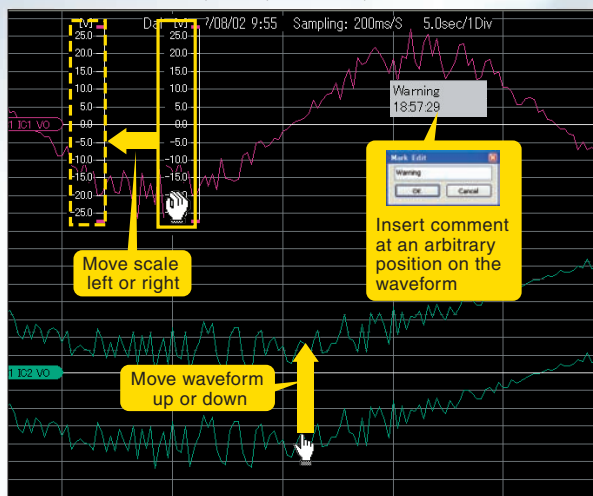 [V] Da [V] 7/08/02 9:55 Sampling: 200ms/S 5.0sec/1Div
25.0 25.0
20.0 20.0
15.0 15.0
10.0 10.0
5.0 5.0
1 IC1 VO 0.0 0.0
-5.0 -5.0
-10.0 -10.0
-15.0 -15.0
-20.0 -20.0
-25.0
Move scale
left or right
Warning
18:57:29
Mark Edit
Warning
OK Cancel
Insert comment
at an arbitrary
position on the
waveform
1 IC2 VO
Move waveform
up or down